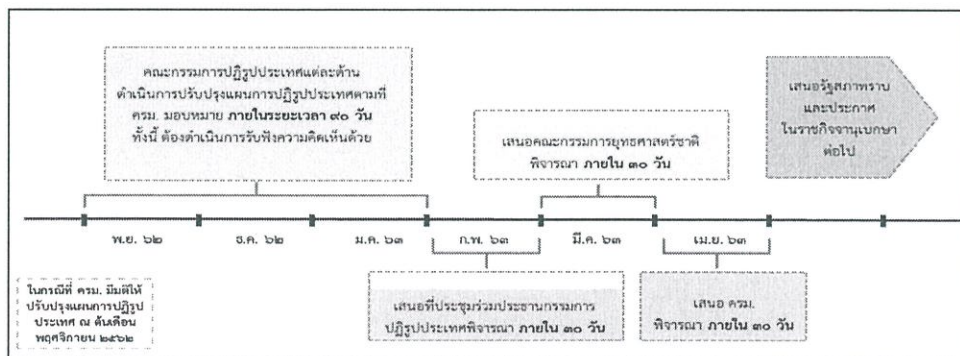 คณะกรรมการปฏิรูปประเทศแต่ละด้าน
ดำเนินการปรับปรุงแผนการปฏิรูปประเทศตามที่
ครม. มอบหมาย ภายในระยะเวลา ๙๐ วัน
ทั้งนี้ ต้องดำเนินการรับฟังความคิดเห็นด้วย
เสนอคณะกรรมการยุทธศาสตร์ชาติ
พิจารณา ภายใน ๓๐ วัน
เสนอรัฐสภาทราบ
และประกาศ
ในราชกิจจานุเบกษา
ต่อไป
พ.ย. ๖๒
ธ.ค. ๖๒
ม.ค. ๖๓
ก.พ. ๖๓
มี.ค. ๖๓
เม.ย. ๖๓
ในกรณีที่ ครม. มีมติให้
ปรับปรุงแผนการปฏิรูป
ประเทศ ณ ต้นเดือน
พฤศจิกายน ๒๕๖๒
เสนอที่ประชุมร่วมประธานกรรมการ
ปฏิรูปประเทศพิจารณา ภายใน ๓๐ วัน
เสนอ ครม.
พิจารณา ภายใน ๓๐ วัน